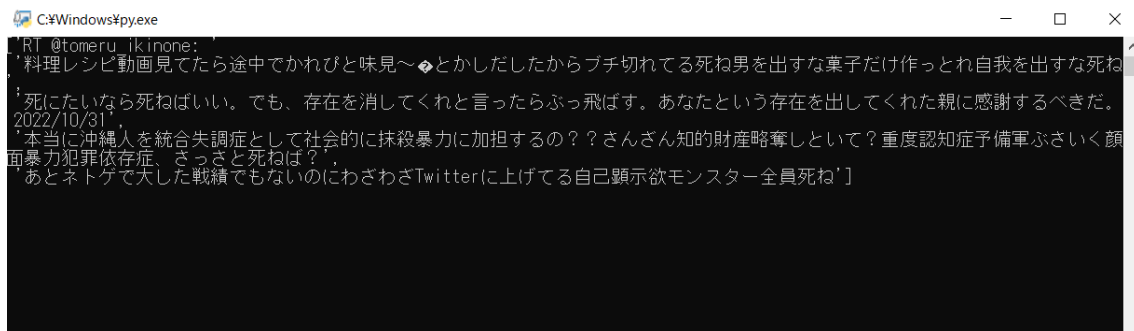 C:¥Windows¥py.exe
['RT @tomeru_ikinone: '
'料理レシピ動画見てたら途中でかれぴと味見～�とかしだしたからブチ切れてる死ね男を出すな菓子だけ作っとれ自我を出すな死ね
',
'死にたいなら死ねばいい。でも、存在を消してくれと言ったらぶっ飛ばす。あなたという存在を出してくれた親に感謝するべきだ。
2022/10/31',
'本当に沖縄人を統合失調症として社会的に抹殺暴力に加担するの？？さんざん知的財産略奪しといて？重度認知症予備軍ぶさいく顔
面暴力犯罪依存症、さっさと死ねば？',
'あとネトゲで大した戦績でもないのにわざわざTwitterに上げてる自己顕示欲モンスター全員死ね']